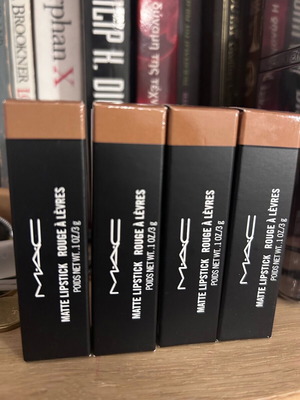 BROOKNER
Orphan X
MAC
MATTE LIPSTICK ROUGE À LÈVRES
POIDS NET WT. .1 OZ/3 g
MAC
MATTE LIPSTICK ROUGE À LÈVRES
POIDS NET WT. .1 OZ/3 g
MAC
MATTE LIPSTICK ROUGE À LÈVRES
POIDS NET WT. .1 OZ/3 g
MAC
MATTE LIPSTICK ROUGE À LÈVRES
POIDS NET WT. .1 OZ/3 g